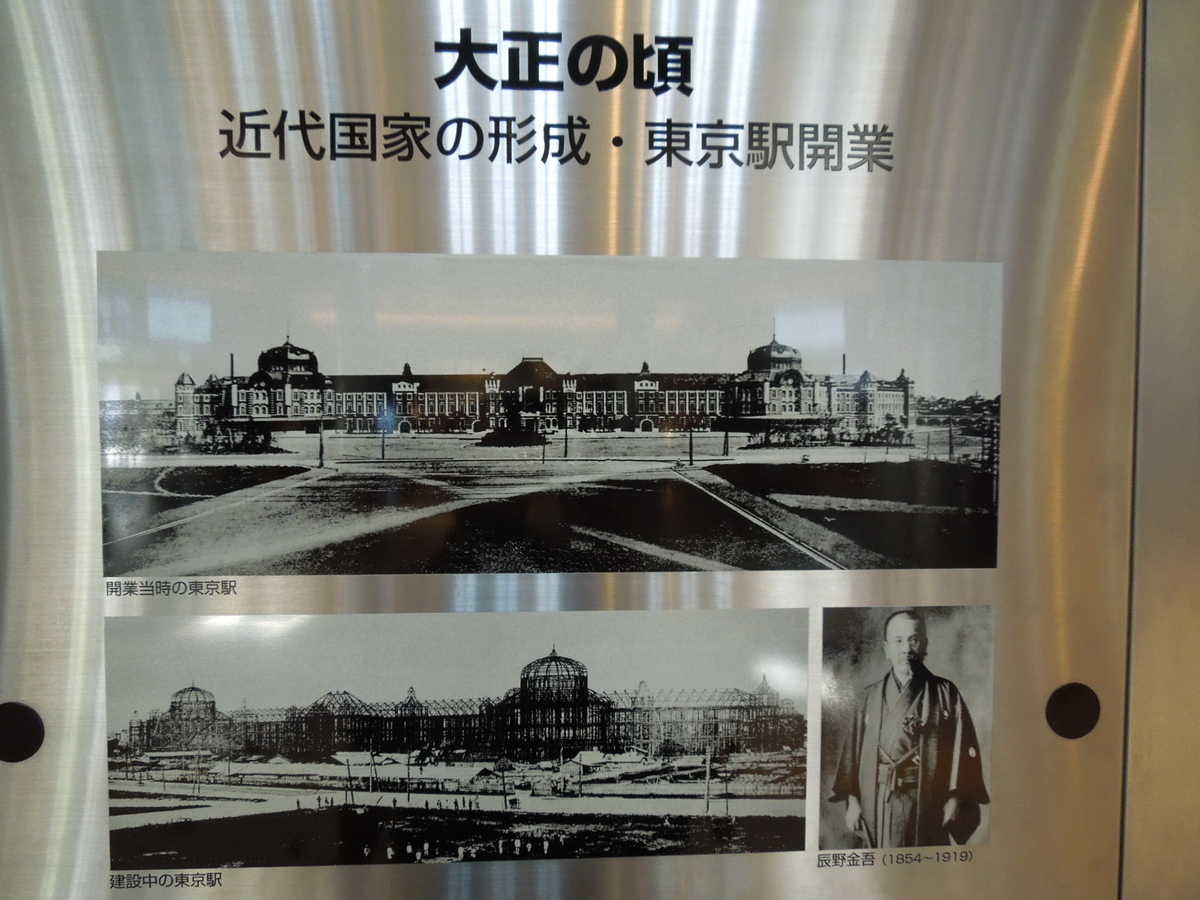 大正の頃
近代国家の形成・東京駅開業
開業当時の東京駅
建設中の東京駅
辰野金吾（1854〜1919）